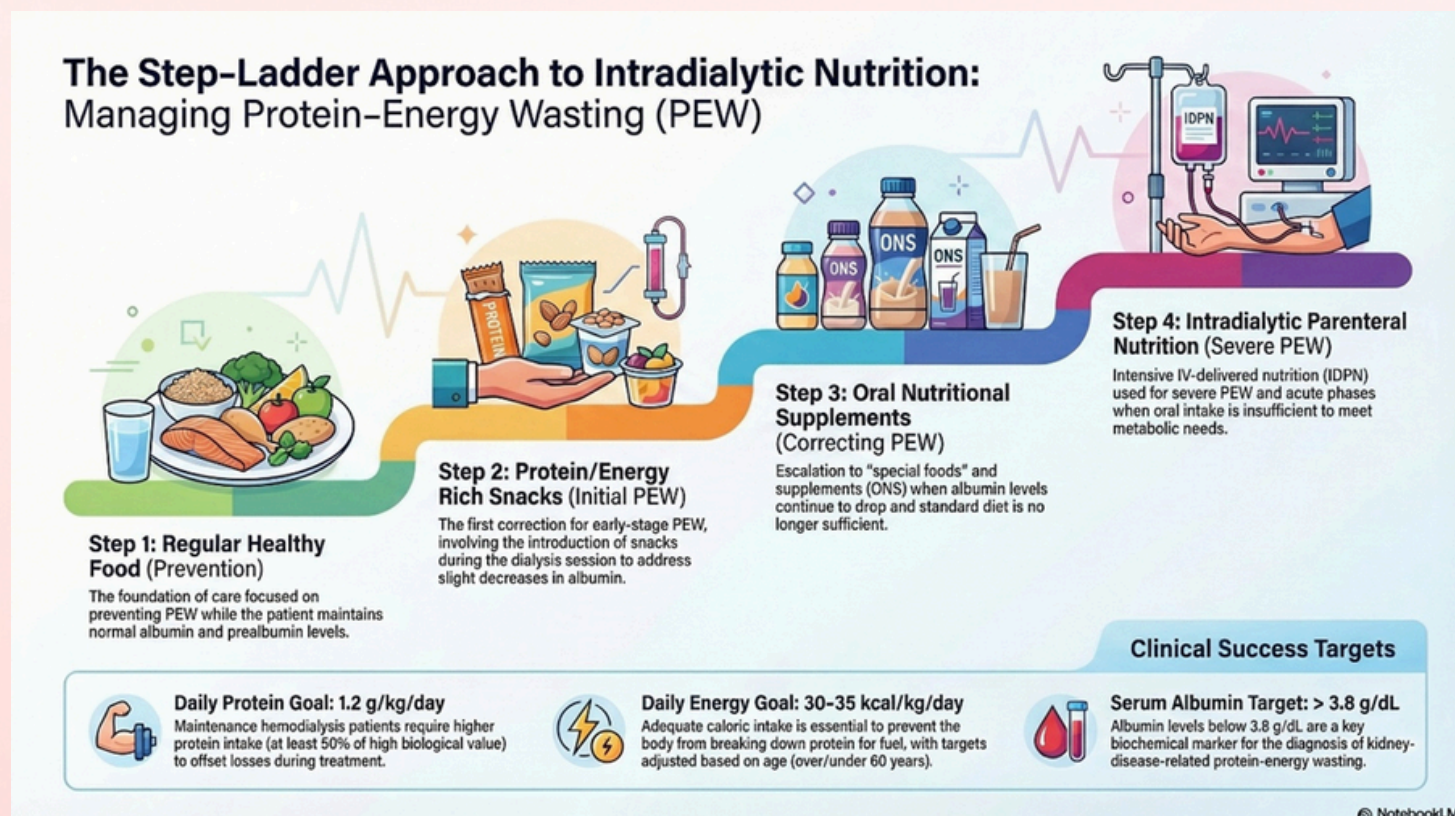 The Step-Ladder Approach to Intradialytic Nutrition:
Managing Protein-Energy Wasting (PEW)
IDPN
PROTEIN
ONS
ONS
ONS
Step 1: Regular Healthy
Food (Prevention)
The foundation of care focused on
preventing PEW while the patient maintains
normal albumin and prealbumin levels.
Step 2: Protein/Energy
Rich Snacks (Initial PEW)
The first correction for early-stage PEW,
involving the introduction of snacks
during the dialysis session to address
slight decreases in albumin.
Step 3: Oral Nutritional
Supplements
(Correcting PEW)
Escalation to "special foods" and
supplements (ONS) when albumin levels
continue to drop and standard diet is no
longer sufficient.
Step 4: Intradialytic Parenteral
Nutrition (Severe PEW)
Intensive IV-delivered nutrition (IDPN)
used for severe PEW and acute phases
when oral intake is insufficient to meet
metabolic needs.
Clinical Success Targets
Daily Protein Goal: 1.2 g/kg/day
Maintenance hemodialysis patients require higher
protein intake (at least 50% of high biological value)
to offset losses during treatment.
Daily Energy Goal: 30-35 kcal/kg/day
Adequate caloric intake is essential to prevent the
body from breaking down protein for fuel, with targets
adjusted based on age (over/under 60 years).
Serum Albumin Target: > 3.8 g/dL
Albumin levels below 3.8 g/dL are a key
biochemical marker for the diagnosis of kidney-
disease-related protein-energy wasting.